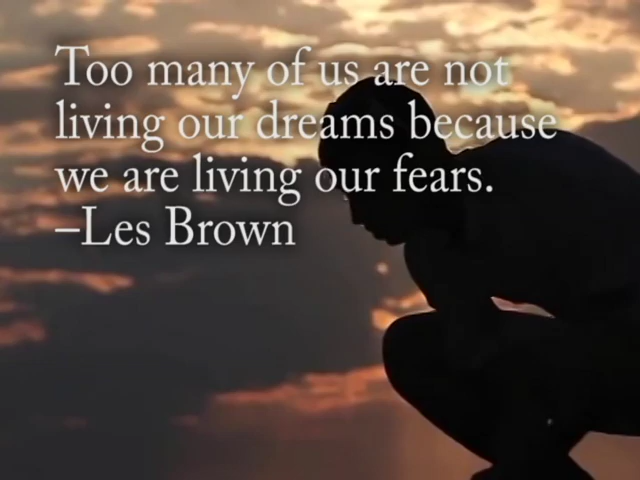 Too many of us are not
living our dreams because
we are living our fears.
–Les Brown